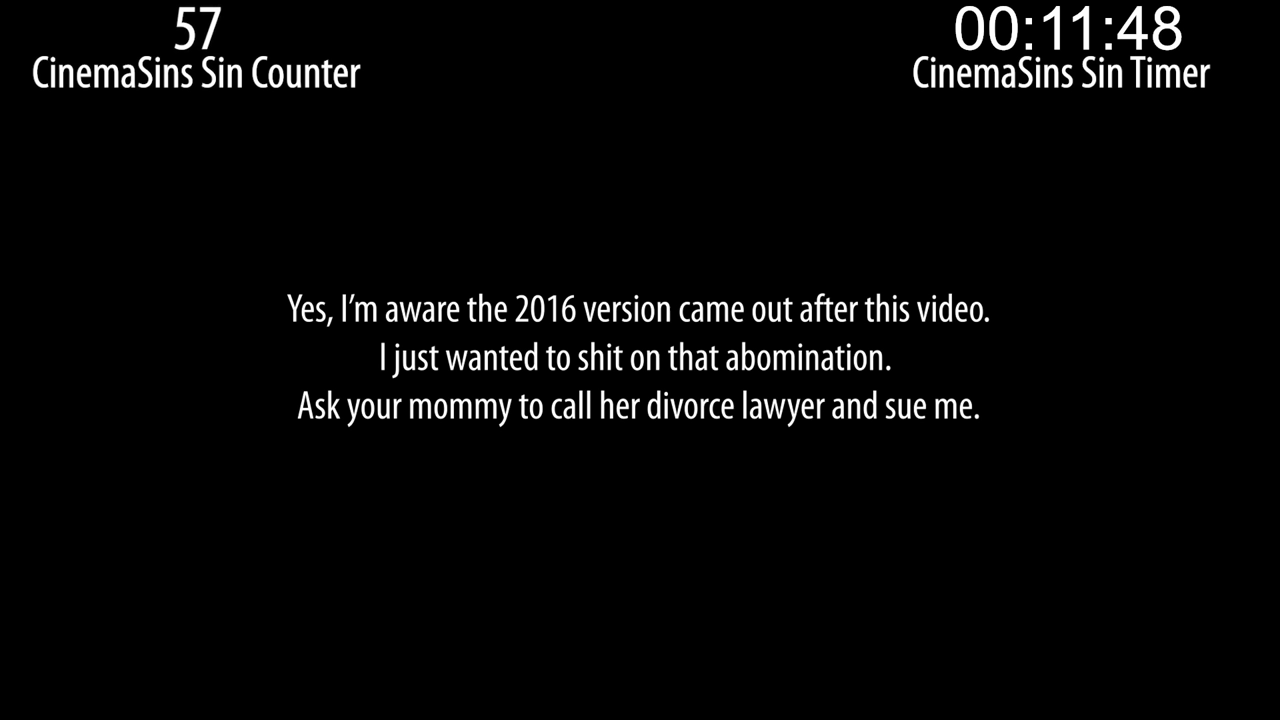 57
CinemaSins Sin Counter
00:11:48
CinemaSins Sin Timer
Yes, I'm aware the 2016 version came out after this video.
I just wanted to shit on that abomination.
Ask your mommy to call her divorce lawyer and sue me.